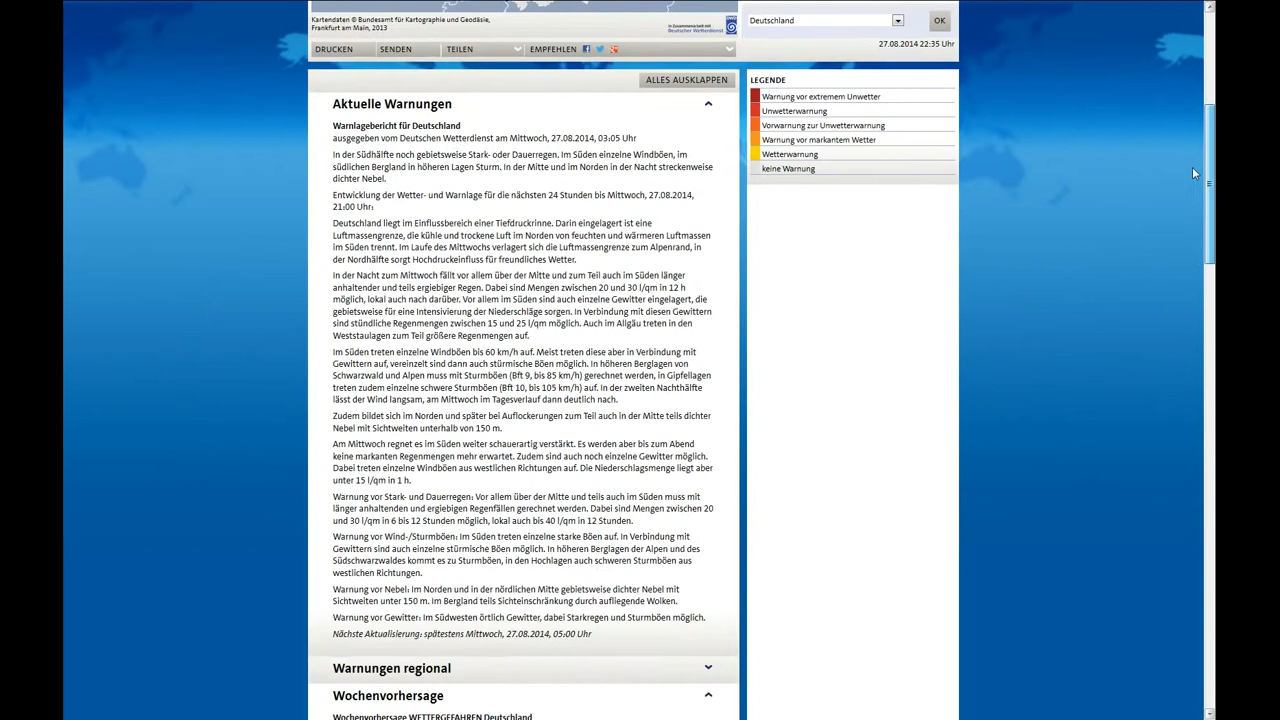 Kartendaten © Bundesamt für Kartographie und Geodäsie,
Frankfurt am Main, 2013
in Zusammenarbeit mit
Deutscher Wetterdienst
Deutschland
OK
27.08.2014 22:35 Uhr
DRUCKEN SENDEN TEILEN EMPFEHLEN
ALLES AUSKLAPPEN
Aktuelle Warnungen
Warnlagebericht für Deutschland
ausgegeben vom Deutschen Wetterdienst am Mittwoch, 27.08.2014, 03:05 Uhr
In der Südhälfte noch gebietsweise Stark- oder Dauerregen. Im Süden einzelne Windböen, im
südlichen Bergland in höheren Lagen Sturm. In der Mitte und im Norden in der Nacht streckenweise
dichter Nebel.
Entwicklung der Wetter- und Warnlage für die nächsten 24 Stunden bis Mittwoch, 27.08.2014,
21:00 Uhr:
Deutschland liegt im Einflussbereich einer Tiefdruckrinne. Darin eingelagert ist eine
Luftmassengrenze, die kühle und trockene Luft im Norden von feuchten und wärmeren Luftmassen
im Süden trennt. Im Laufe des Mittwochs verlagert sich die Luftmassengrenze zum Alpenrand, in
der Nordhälfte sorgt Hochdruckeinfluss für freundliches Wetter.
In der Nacht zum Mittwoch fällt vor allem über der Mitte und zum Teil auch im Süden länger
anhaltender und teils ergiebiger Regen. Dabei sind Mengen zwischen 20 und 30 l/qm in 12 h
möglich, lokal auch nach darüber. Vor allem im Süden sind auch einzelne Gewitter eingelagert, die
gebietsweise für eine Intensivierung der Niederschläge sorgen. In Verbindung mit diesen Gewittern
sind stündliche Regenmengen zwischen 15 und 25 l/qm möglich. Auch im Allgäu treten in den
Weststaulagen zum Teil größere Regenmengen auf.
Im Süden treten einzelne Windböen bis 60 km/h auf. Meist treten diese aber in Verbindung mit
Gewittern auf, vereinzelt sind dann auch stürmische Böen möglich. In höheren Berglagen von
Schwarzwald und Alpen muss mit Sturmböen (Bft 9, bis 85 km/h) gerechnet werden, in Gipfellagen
treten zudem einzelne schwere Sturmböen (Bft 10, bis 105 km/h) auf. In der zweiten Nachthälfte
lässt der Wind langsam, am Mittwoch im Tagesverlauf dann deutlich nach.
Zudem bildet sich im Norden und später bei Auflockerungen zum Teil auch in der Mitte teils dichter
Nebel mit Sichtweiten unterhalb von 150 m.
Am Mittwoch regnet es im Süden weiter schauerartig verstärkt. Es werden aber bis zum Abend
keine markanten Regenmengen mehr erwartet. Zudem sind auch noch einzelne Gewitter möglich.
Dabei treten einzelne Windböen aus westlichen Richtungen auf. Die Niederschlagsmenge liegt aber
unter 15 l/qm in 1 h.
Warnung vor Stark- und Dauerregen: Vor allem über der Mitte und teils auch im Süden muss mit
länger anhaltenden und ergiebigen Regenfällen gerechnet werden. Dabei sind Mengen zwischen 20
und 30 l/qm in 6 bis 12 Stunden möglich, lokal auch bis 40 l/qm in 12 Stunden.
Warnung vor Wind-/Sturmböen: Im Süden treten einzelne starke Böen auf. In Verbindung mit
Gewittern sind auch einzelne stürmische Böen möglich. In höheren Berglagen der Alpen und des
Südschwarzwaldes kommt es zu Sturmböen, in den Hochlagen auch schweren Sturmböen aus
westlichen Richtungen.
Warnung vor Nebel: Im Norden und in der nördlichen Mitte gebietsweise dichter Nebel mit
Sichtweiten unter 150 m. Im Bergland teils Sichteinschränkung durch aufliegende Wolken.
Warnung vor Gewitter: Im Südwesten örtlich Gewitter, dabei Starkregen und Sturmböen möglich.
Nächste Aktualisierung: spätestens Mittwoch, 27.08.2014, 05:00 Uhr
Warnungen regional
Wochenvorhersage
Wochenvorhersage WETTERGEFAHREN Deutschland
LEGENDE
Warnung vor extremem Unwetter
Unwetterwarnung
Vorwarnung zur Unwetterwarnung
Warnung vor markantem Wetter
Wetterwarnung
keine Warnung